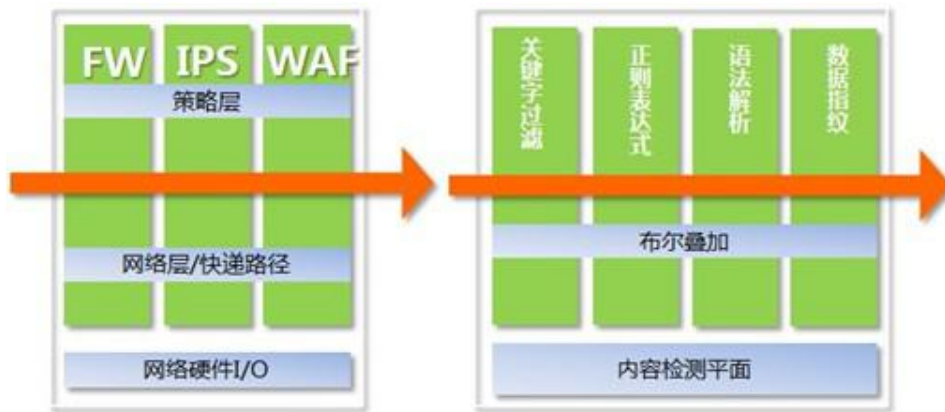 FW IPS WAF
策略层
网络层/快递路径
网络硬件I/O
关键字过滤
正则表达式
语法解析
数据指纹
布尔叠加
内容检测平面